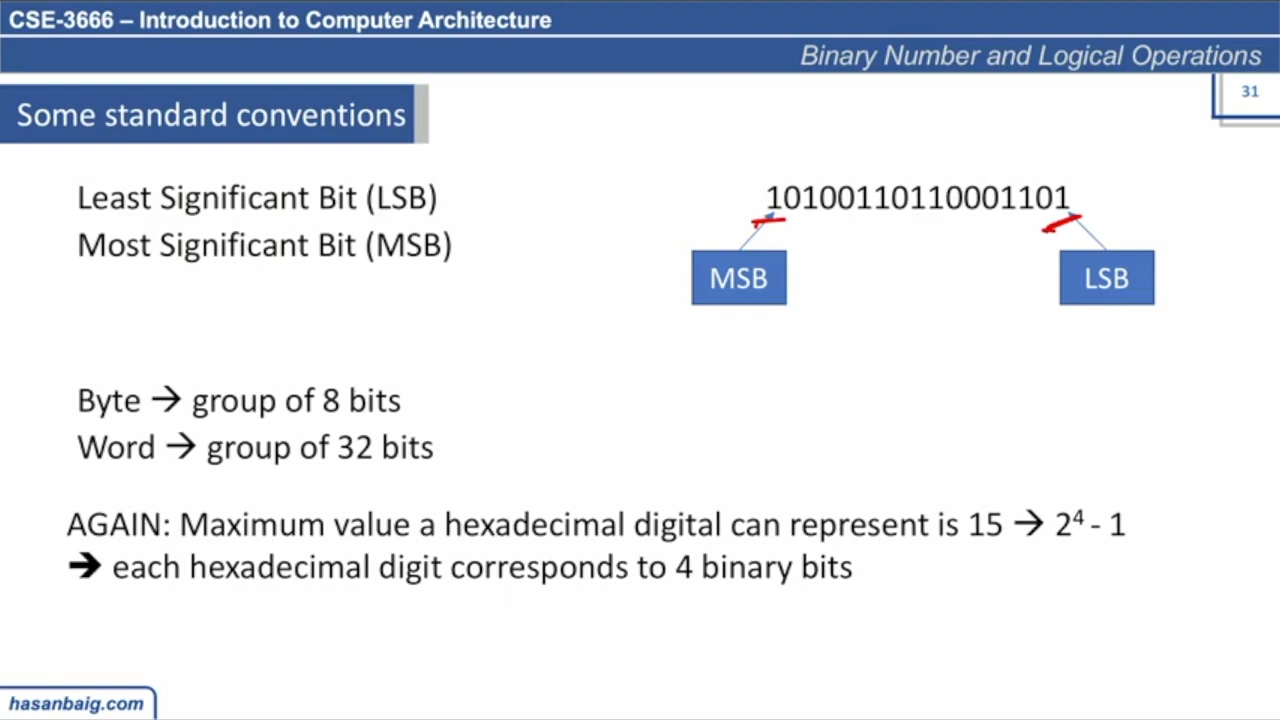 CSE-3666 – Introduction to Computer Architecture
Binary Number and Logical Operations
31
Some standard conventions
Least Significant Bit (LSB)
Most Significant Bit (MSB)
10100110110001101
MSB
LSB
Byte → group of 8 bits
Word → group of 32 bits
AGAIN: Maximum value a hexadecimal digital can represent is 15 → 2⁴ - 1
→ each hexadecimal digit corresponds to 4 binary bits
hasanbaig.com